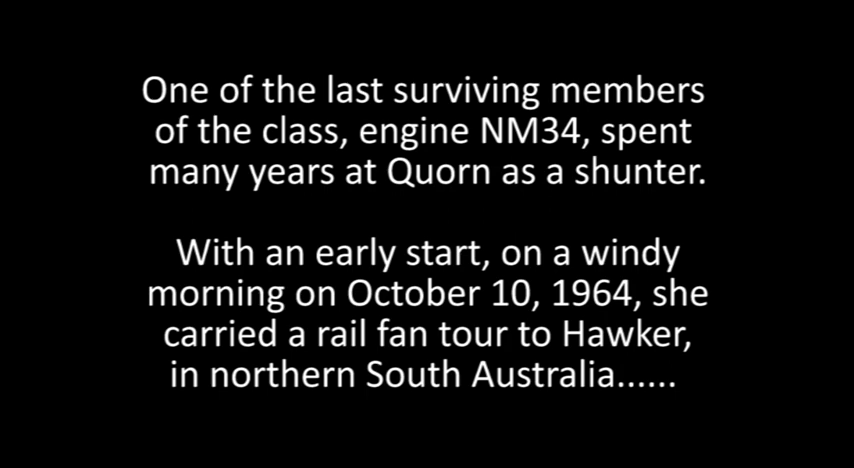 One of the last surviving members
of the class, engine NM34, spent
many years at Quorn as a shunter.
With an early start, on a windy
morning on October 10, 1964, she
carried a rail fan tour to Hawker,
in northern South Australia......